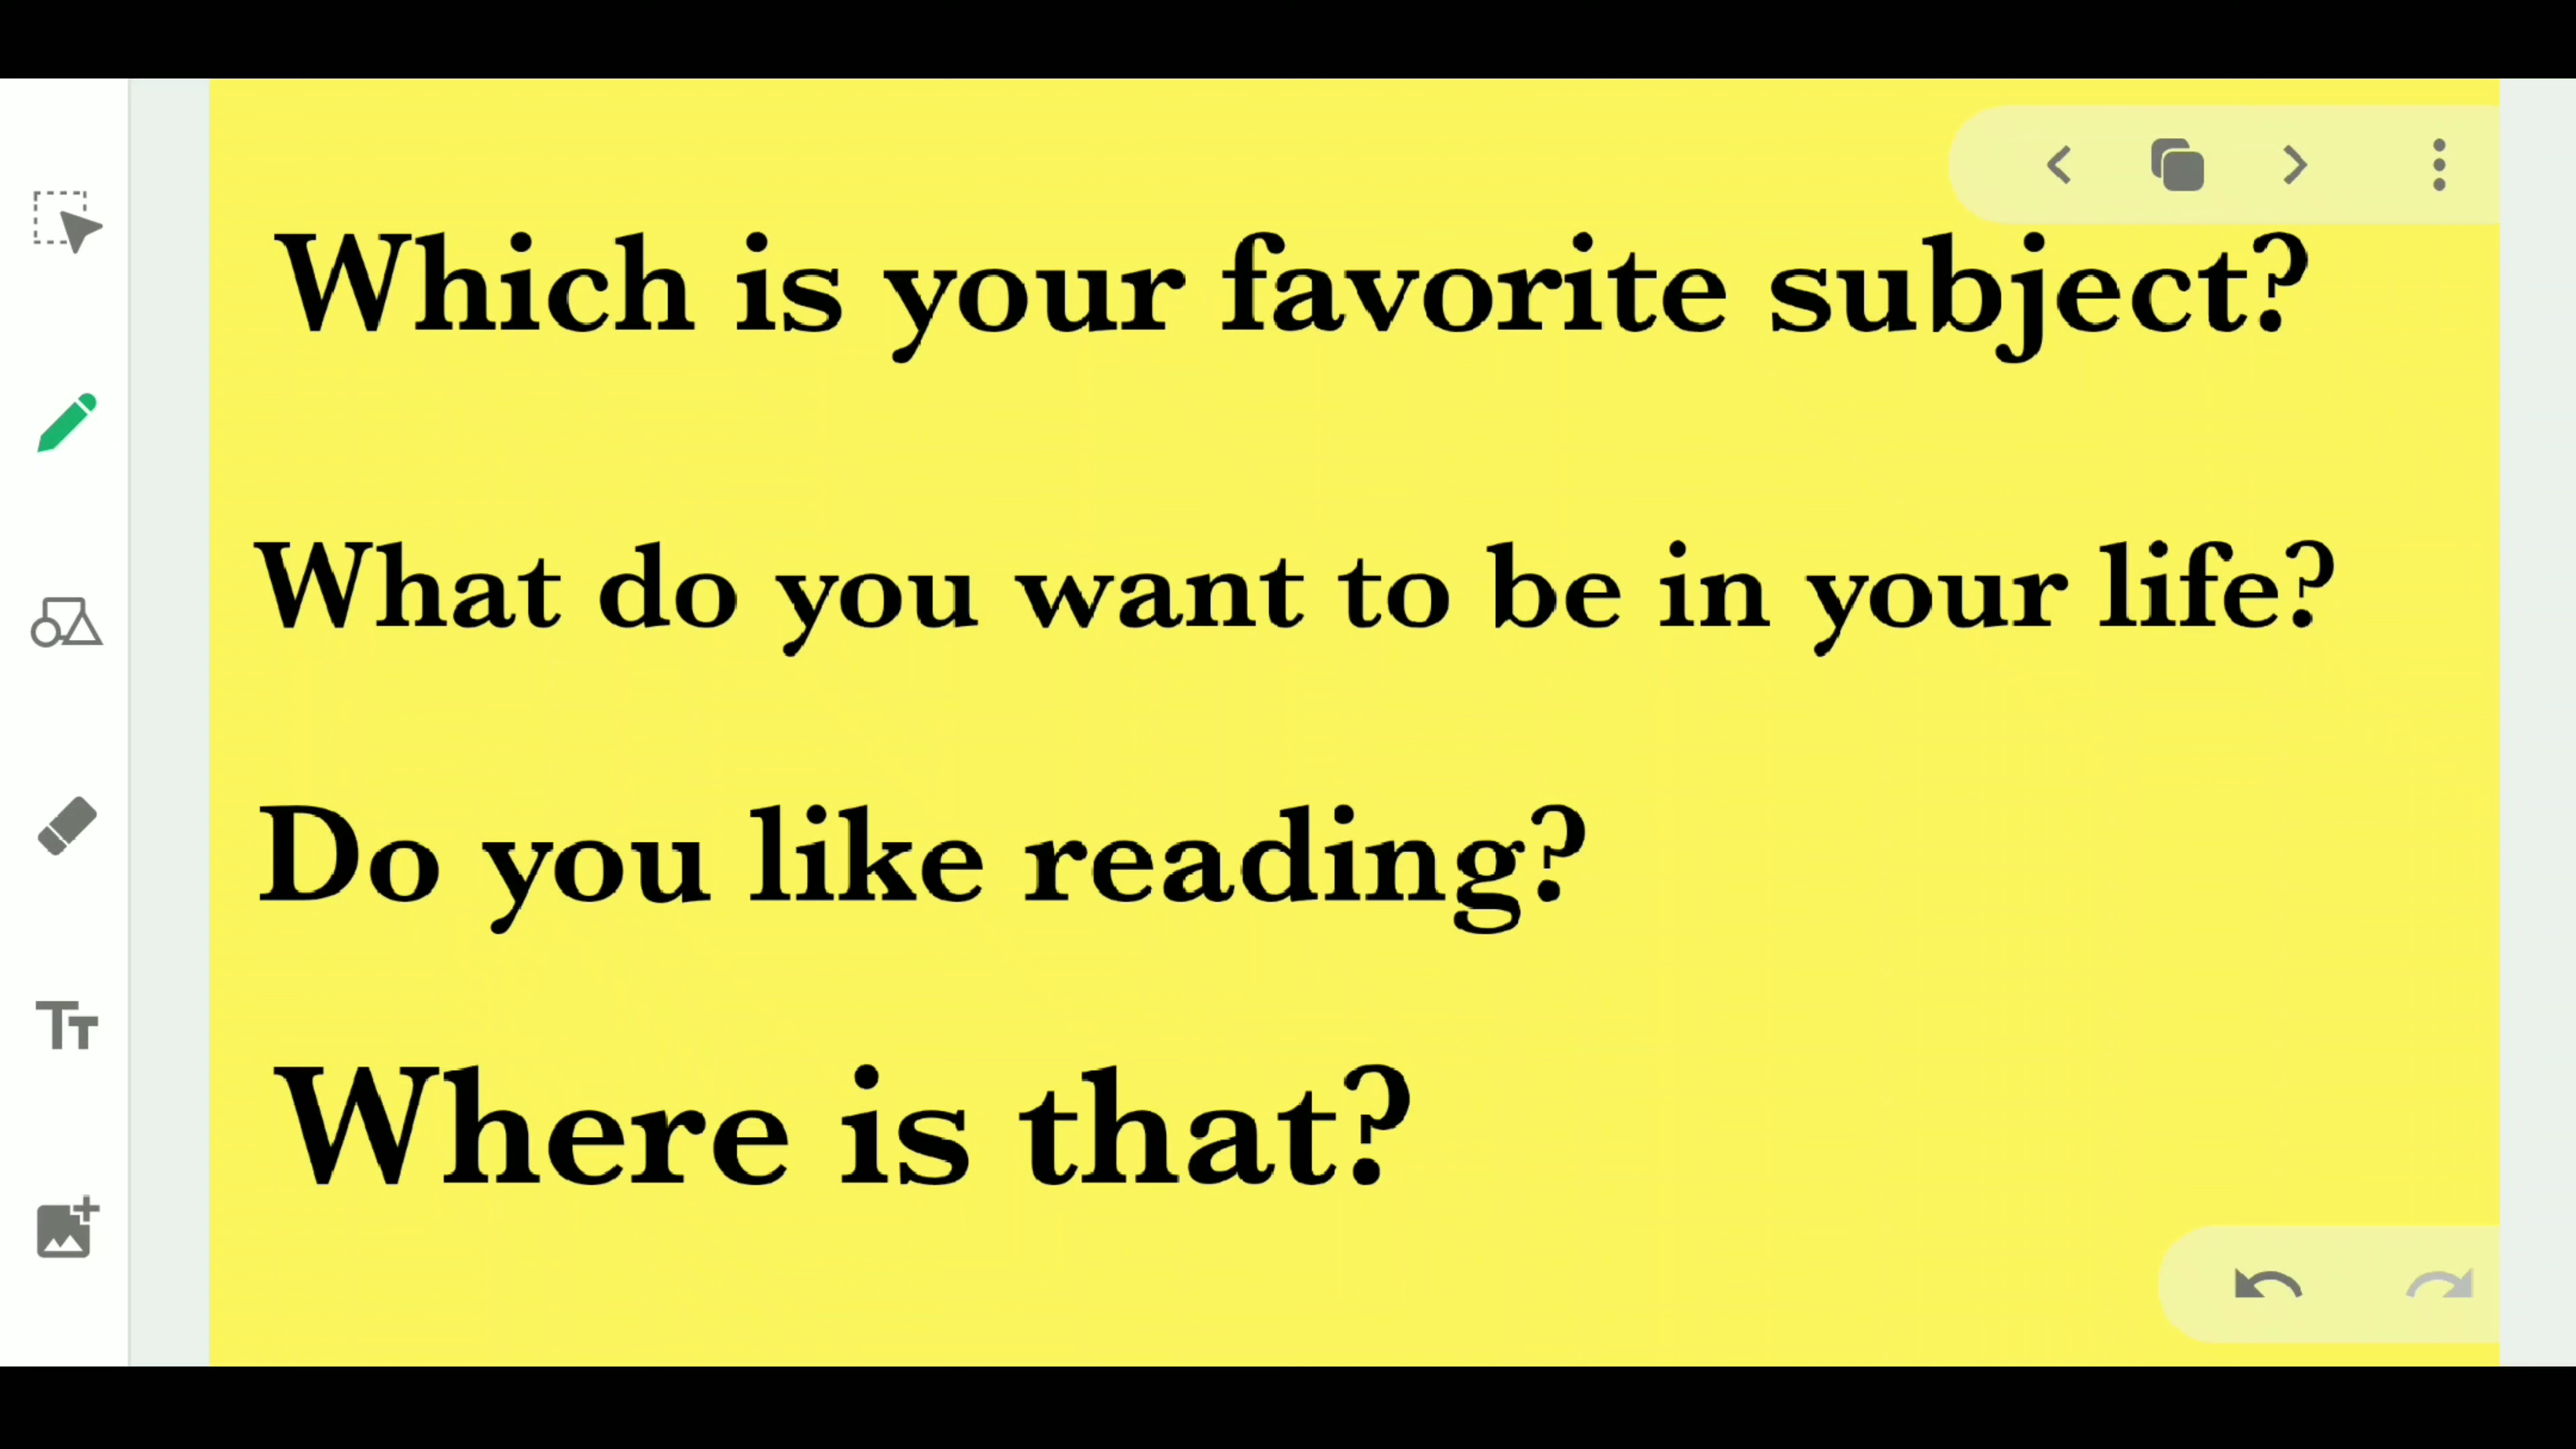 Which is your favorite subject?
What do you want to be in your life?
Do you like reading?
Where is that?